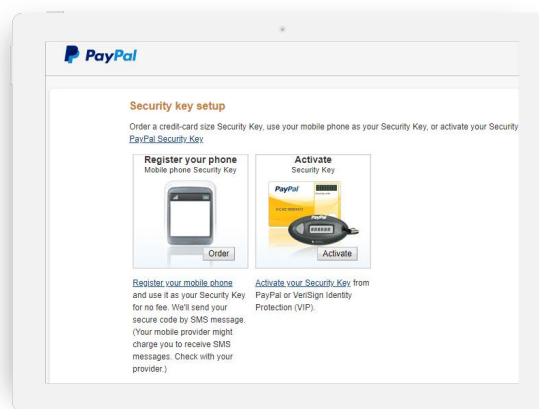 PayPal
Security key setup
Order a credit-card size Security Key, use your mobile phone as your Security Key, or activate your Security
PayPal Security Key
Register your phone
Mobile phone Security Key
Order
Activate
Security Key
PayPal
PayPal
Activate
Register your mobile phone
and use it as your Security Key
for no fee. We'll send your
secure code by SMS message.
(Your mobile provider might
charge you to receive SMS
messages. Check with your
provider.)
Activate your Security Key from
PayPal or VeriSign Identity
Protection (VIP).